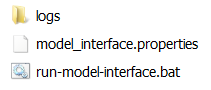 logs
model_interface.properties
run-model-interface.bat